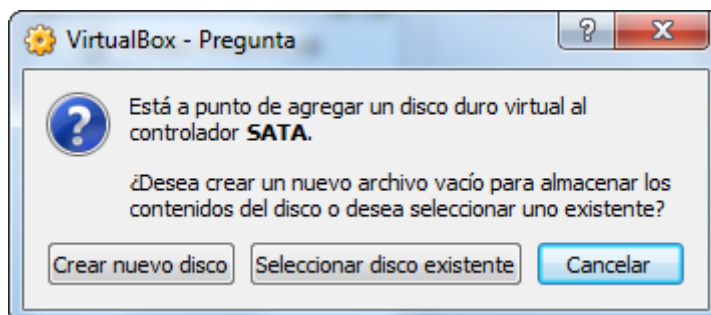 VirtualBox - Pregunta
Está a punto de agregar un disco duro virtual al
controlador SATA.
¿Desea crear un nuevo archivo vacío para almacenar los
contenidos del disco o desea seleccionar uno existente?
Crear nuevo disco Seleccionar disco existente Cancelar